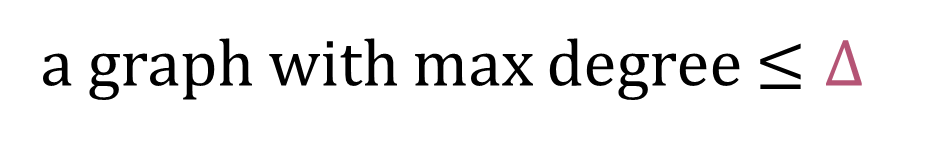 a graph with max degree ≤ Δ